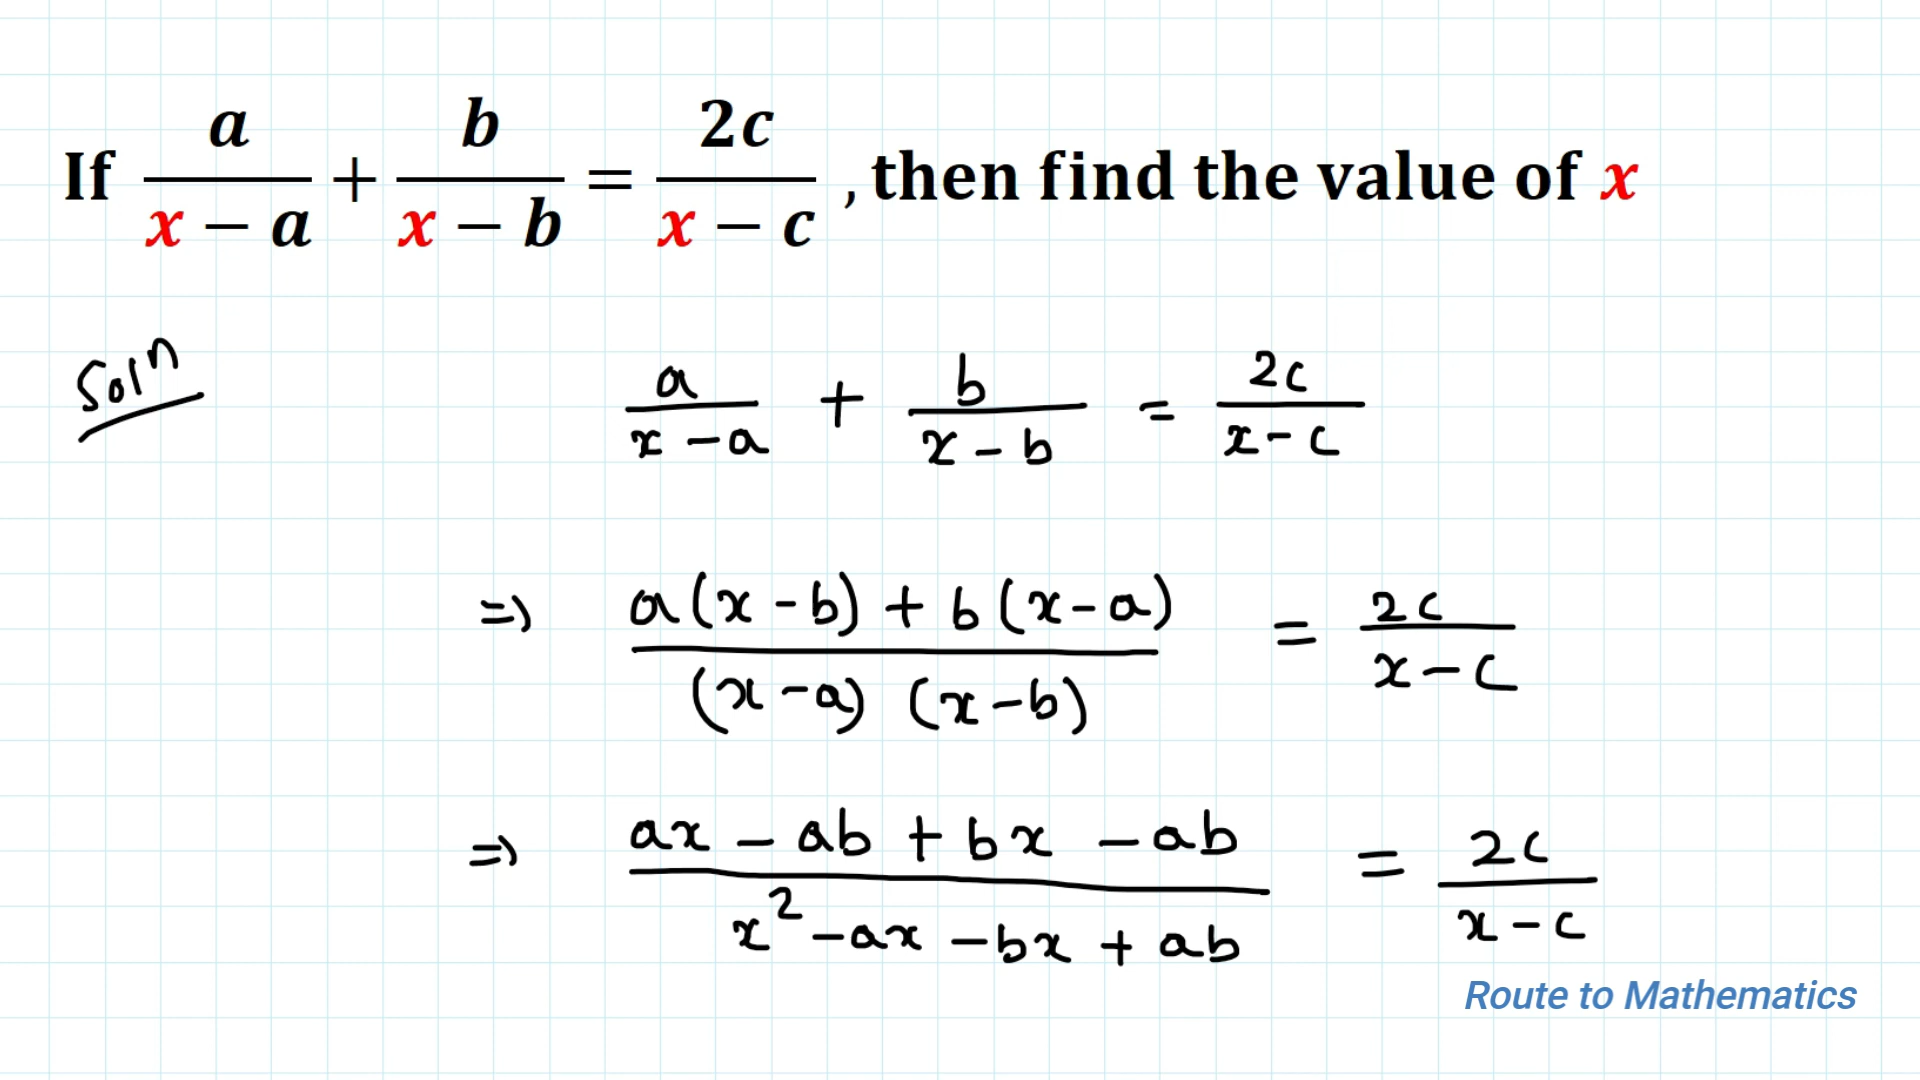 If a/(x − a) + b/(x − b) = 2c/(x − c) , then find the value of x
Soln
a/(x − a) + b/(x − b) = 2c/(x − c)
⇒ (a(x − b) + b(x − a))/((x − a)(x − b)) = 2c/(x − c)
⇒ (ax − ab + bx − ab)/(x² − ax − bx + ab) = 2c/(x − c)
Route to Mathematics